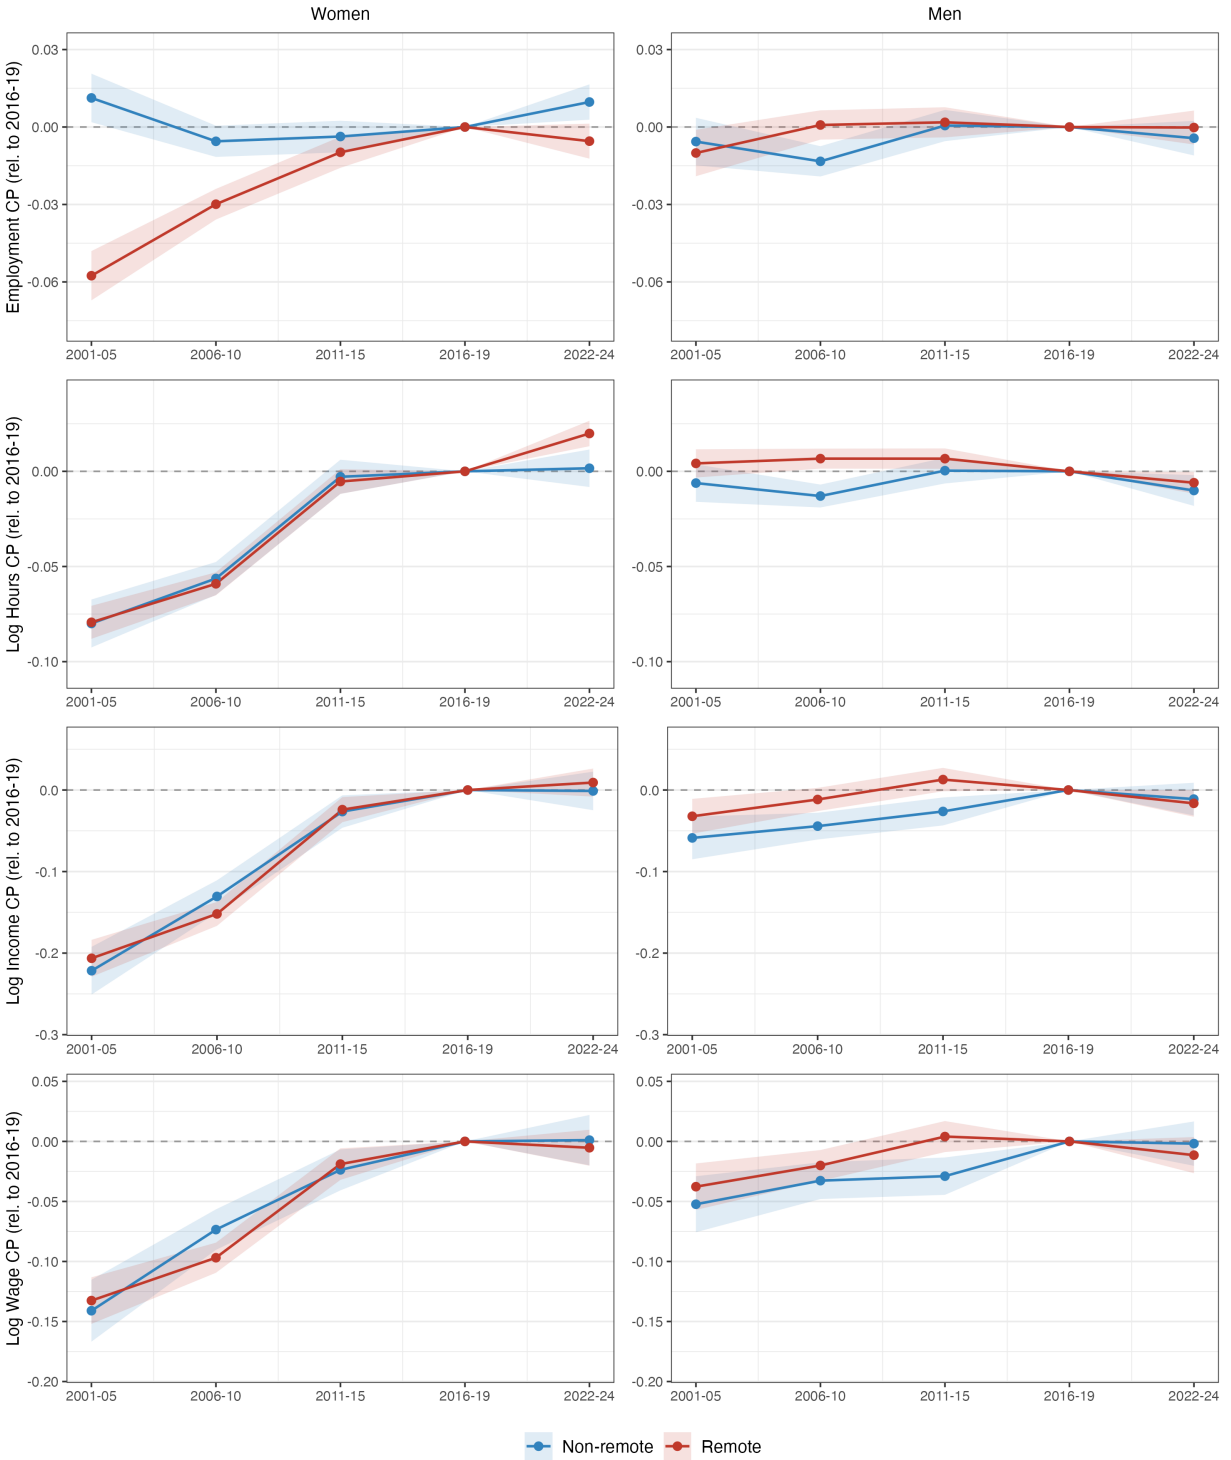 Women
Men
Employment CP (rel. to 2016-19)
0.03
0.00
-0.03
-0.06
2001-05 2006-10 2011-15 2016-19 2022-24
0.03
0.00
-0.03
-0.06
2001-05 2006-10 2011-15 2016-19 2022-24
Log Hours CP (rel. to 2016-19)
0.00
-0.05
-0.10
2001-05 2006-10 2011-15 2016-19 2022-24
0.00
-0.05
-0.10
2001-05 2006-10 2011-15 2016-19 2022-24
Log Income CP (rel. to 2016-19)
0.0
-0.1
-0.2
-0.3
2001-05 2006-10 2011-15 2016-19 2022-24
0.0
-0.1
-0.2
-0.3
2001-05 2006-10 2011-15 2016-19 2022-24
Log Wage CP (rel. to 2016-19)
0.05
0.00
-0.05
-0.10
-0.15
-0.20
2001-05 2006-10 2011-15 2016-19 2022-24
0.05
0.00
-0.05
-0.10
-0.15
-0.20
2001-05 2006-10 2011-15 2016-19 2022-24
Non-remote Remote